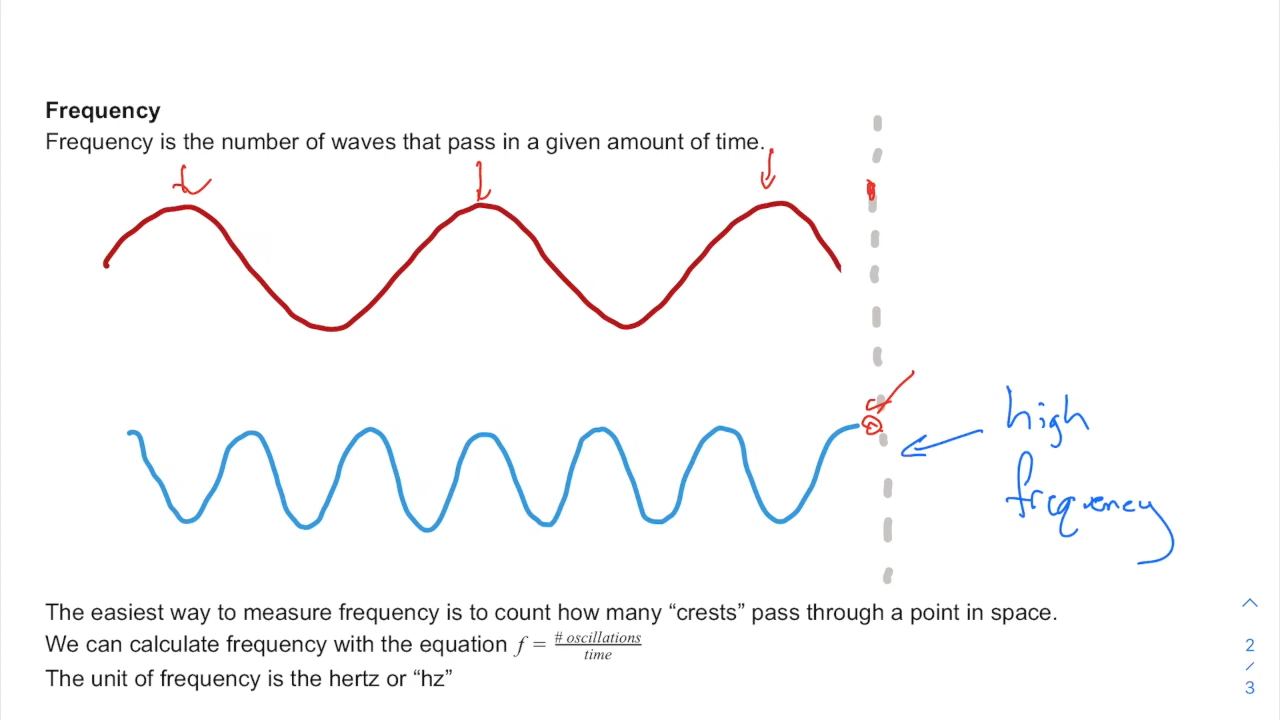 Frequency
Frequency is the number of waves that pass in a given amount of time.
high
frequency
The easiest way to measure frequency is to count how many “crests” pass through a point in space.
We can calculate frequency with the equation f = # oscillations / time
The unit of frequency is the hertz or “hz”
2
/
3